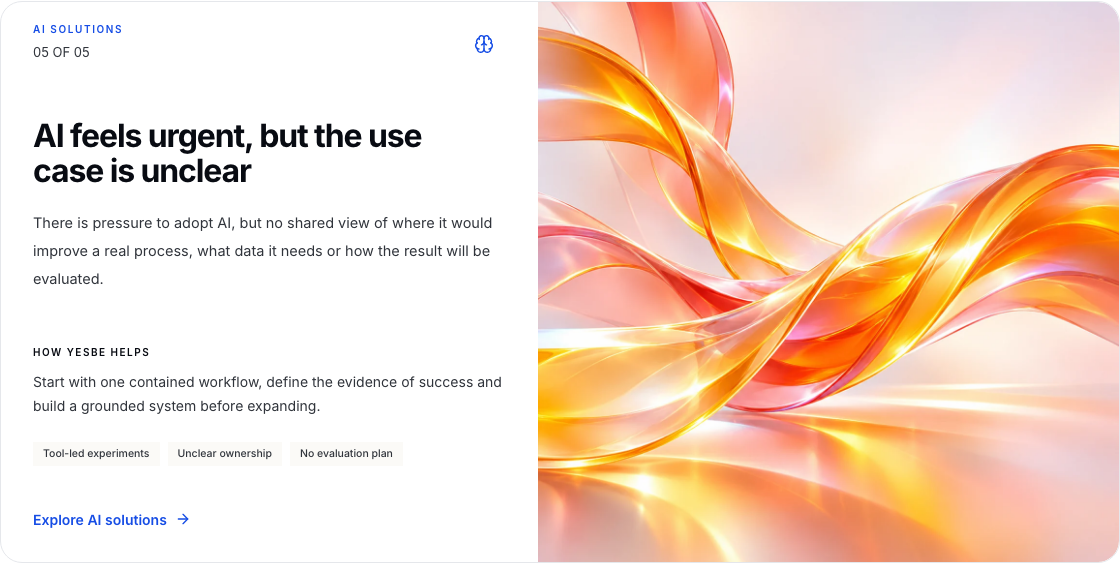 AI SOLUTIONS
05 OF 05
AI feels urgent, but the use
case is unclear
There is pressure to adopt AI, but no shared view of where it would
improve a real process, what data it needs or how the result will be
evaluated.
HOW YESBE HELPS
Start with one contained workflow, define the evidence of success and
build a grounded system before expanding.
Tool-led experiments
Unclear ownership
No evaluation plan
Explore AI solutions